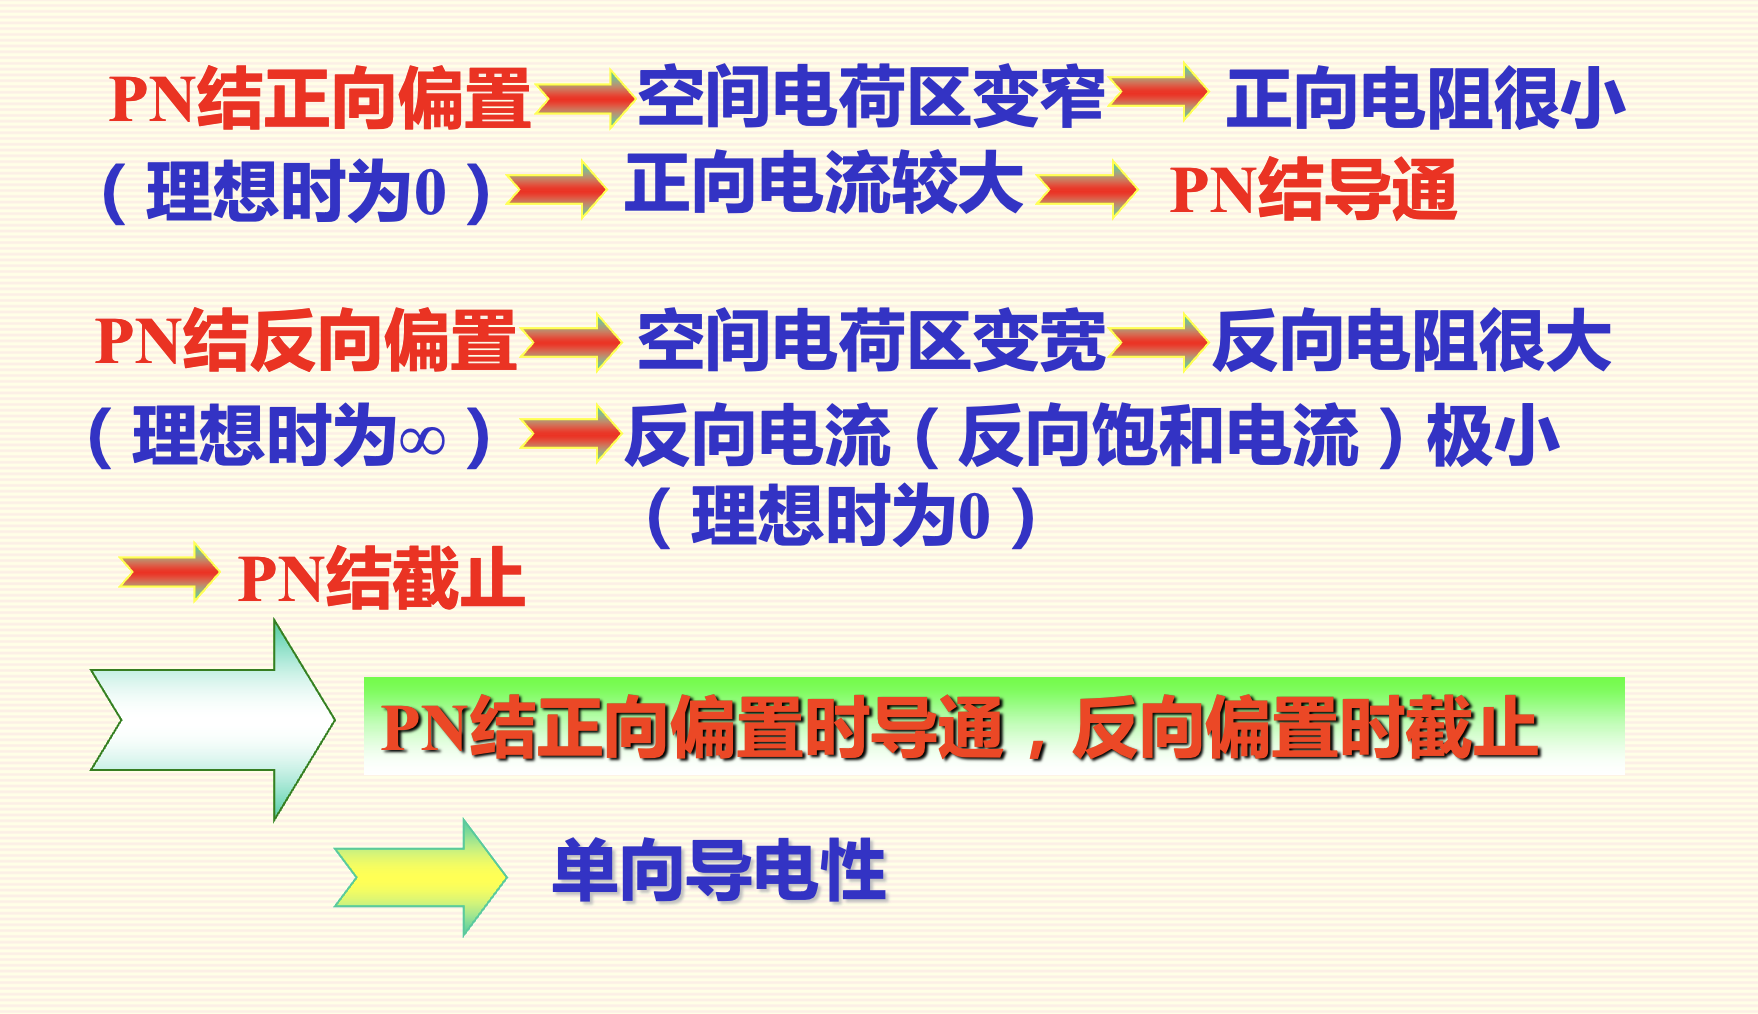 PN结正向偏置 空间电荷区变窄 正向电阻很小
（理想时为0） 正向电流较大 PN结导通
PN结反向偏置 空间电荷区变宽 反向电阻很大
（理想时为∞） 反向电流（反向饱和电流）极小
（理想时为0）
PN结截止
PN结正向偏置时导通，反向偏置时截止
单向导电性